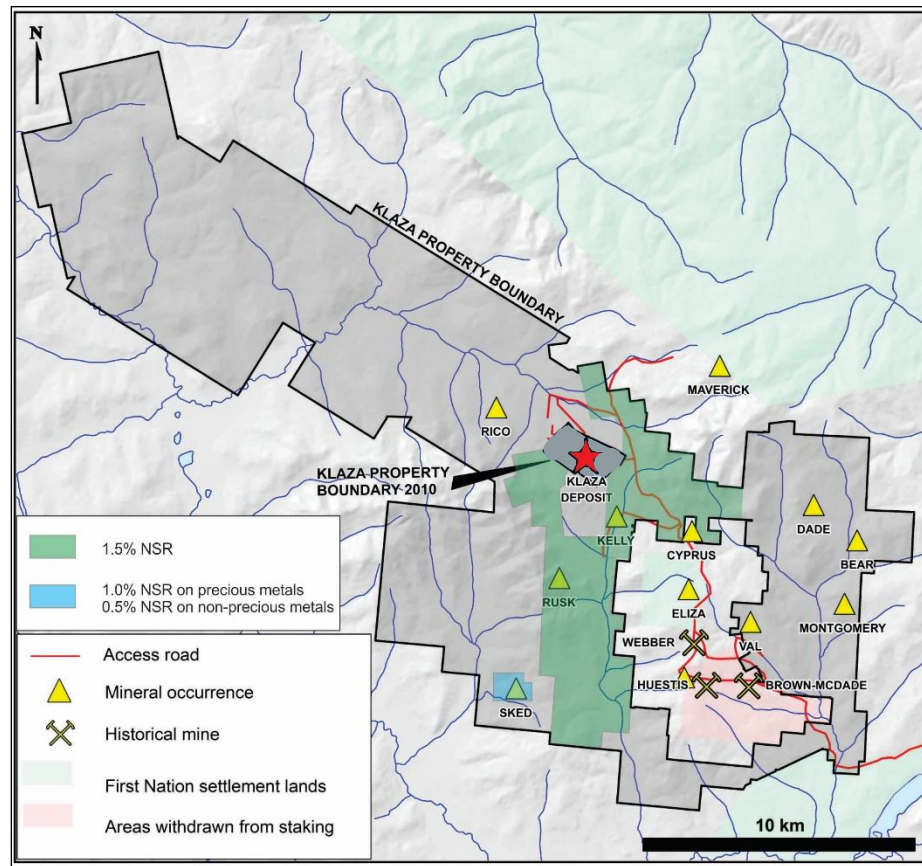 N
KLAZA PROPERTY BOUNDARY
MAVERICK
RICO
KLAZA PROPERTY
BOUNDARY 2010
KLAZA
DEPOSIT
DADE
KELLY
CYPRUS
BEAR
RUSK
ELIZA
MONTGOMERY
WEBBER
VAL
HUESTIS
BROWN-MCDADE
SKED
1.5% NSR
1.0% NSR on precious metals
0.5% NSR on non-precious metals
Access road
Mineral occurrence
Historical mine
First Nation settlement lands
Areas withdrawn from staking
10 km